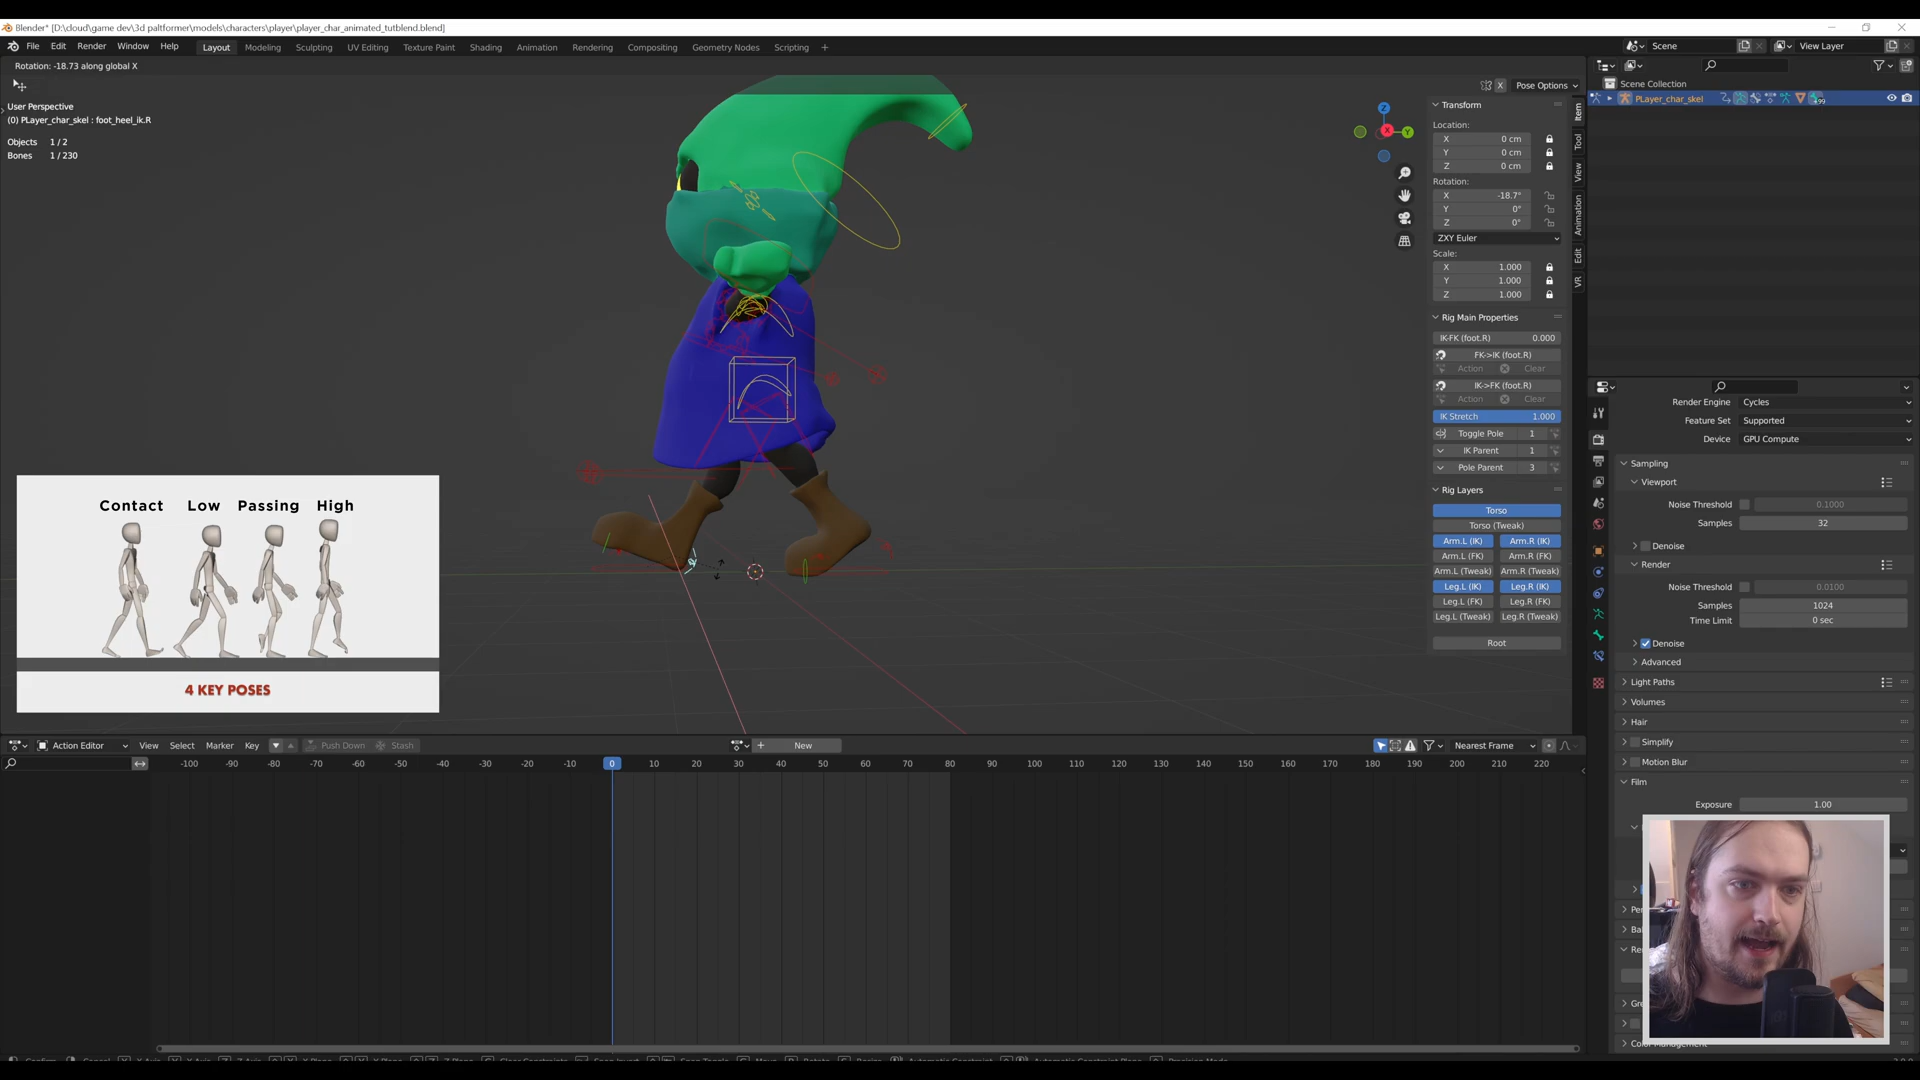 Blender* [D:\cloud\game dev\3d paltformer\models\characters\player\player_char_animated_tutblend.blend]
File Edit Render Window Help Layout Modeling Sculpting UV Editing Texture Paint Shading Animation Rendering Compositing Geometry Nodes Scripting + Scene View Layer
Rotation: -18.73 along global X
X Pose Options
User Perspective
(0) PLayer_char_skel : foot_heel_ik.R
Objects 1 / 2
Bones 1 / 230
Z
X
Y
Transform
Location:
X 0 cm
Y 0 cm
Z 0 cm
Rotation:
X -18.7°
Y 0°
Z 0°
ZXY Euler
Scale:
X 1.000
Y 1.000
Z 1.000
Rig Main Properties
IK-FK (foot.R) 0.000
FK->IK (foot.R)
Action Clear
IK->FK (foot.R)
Action Clear
IK Stretch 1.000
Toggle Pole 1
IK Parent 1
Pole Parent 3
Rig Layers
Torso
Torso (Tweak)
Arm.L (IK) Arm.R (IK)
Arm.L (FK) Arm.R (FK)
Arm.L (Tweak) Arm.R (Tweak)
Leg.L (IK) Leg.R (IK)
Leg.L (FK) Leg.R (FK)
Leg.L (Tweak) Leg.R (Tweak)
Root
Item
Tool
View
Animation
Edit
VR
Scene Collection
PLayer_char_skel
Render Engine Cycles
Feature Set Supported
Device GPU Compute
Sampling
Viewport
Noise Threshold 0.1000
Samples 32
Denoise
Render
Noise Threshold 0.0100
Samples 1024
Time Limit 0 sec
Denoise
Advanced
Light Paths
Volumes
Hair
Simplify
Motion Blur
Film
Exposure 1.00
Contact Low Passing High
4 KEY POSES
Action Editor View Select Marker Key Push Down Stash + New Nearest Frame
-100 -90 -80 -70 -60 -50 -40 -30 -20 -10 0 10 20 30 40 50 60 70 80 90 100 110 120 130 140 150 160 170 180 190 200 210 220